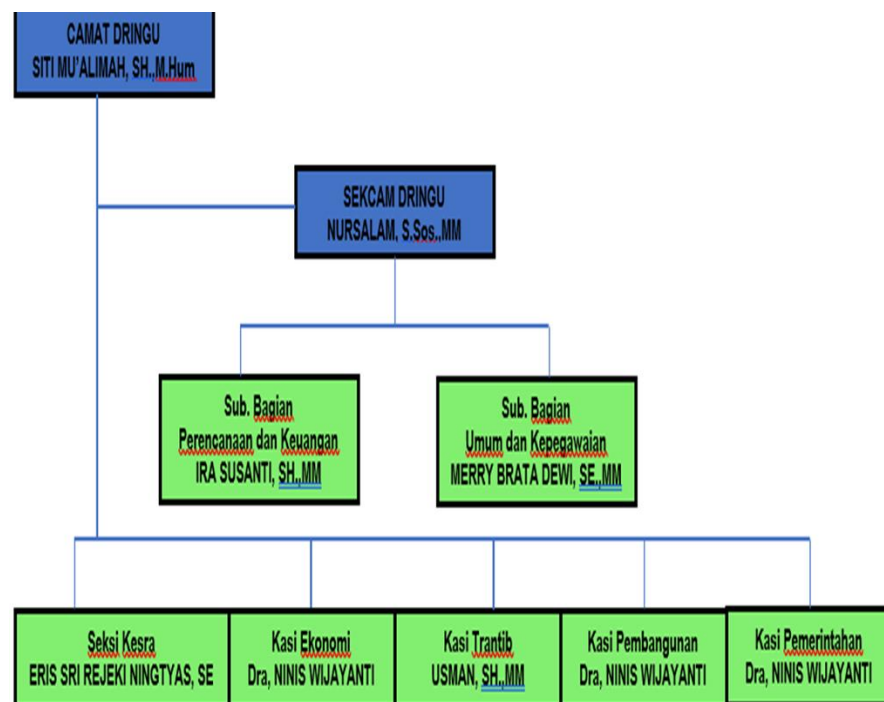 CAMAT DRINGU
SITI MU'ALIMAH, SH.,M.Hum
SEKCAM DRINGU
NURSALAM, S.Sos.,MM
Sub. Bagian
Perencanaan dan Keuangan
IRA SUSANTI, SH.,MM
Sub. Bagian
Umum dan Kepegawaian
MERRY BRATA DEWI, SE.,MM
Seksi Kesra
ERIS SRI REJEKI NINGTYAS, SE
Kasi Ekonomi
Dra, NINIS WIJAYANTI
Kasi Trantib
USMAN, SH.,MM
Kasi Pembangunan
Dra, NINIS WIJAYANTI
Kasi Pemerintahan
Dra, NINIS WIJAYANTI